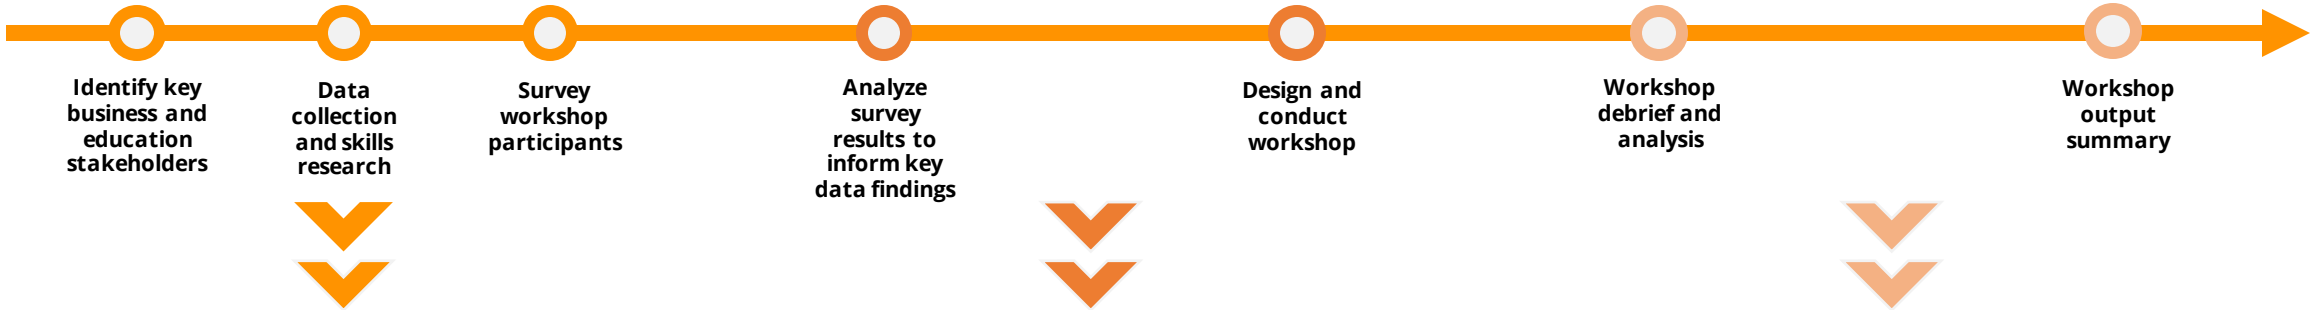 Identify key
business and
education
stakeholders
Data
collection
and skills
research
Survey
workshop
participants
Analyze
survey
results to
inform key
data findings
Design and
conduct
workshop
Workshop
debrief and
analysis
Workshop
output
summary